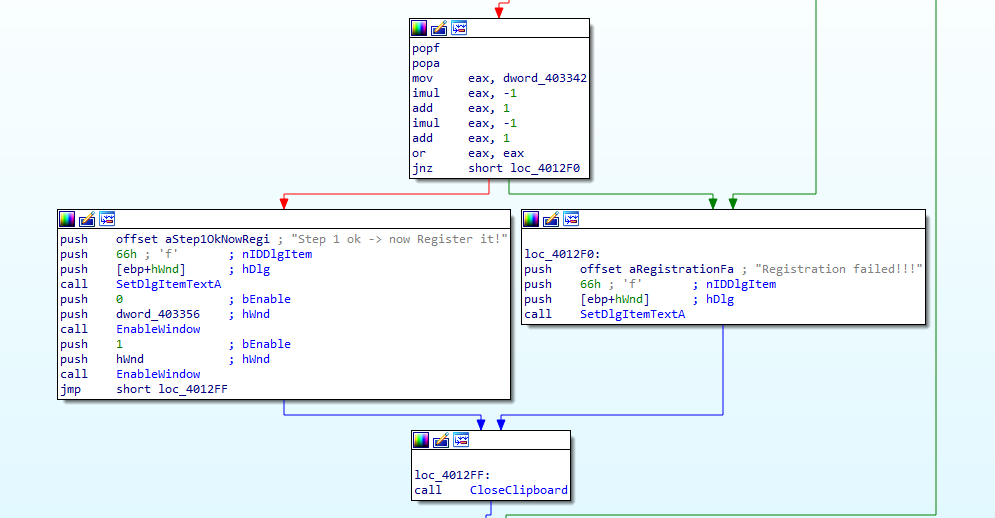 popf
popa
mov eax, dword_403342
imul eax, -1
add eax, 1
imul eax, -1
add eax, 1
or eax, eax
jnz short loc_4012F0
push offset aStep1OkNowRegi ; "Step 1 ok -> now Register it!"
push 66h ; 'f' ; nIDDlgItem
push [ebp+hWnd] ; hDlg
call SetDlgItemTextA
push 0 ; bEnable
push dword_403356 ; hWnd
call EnableWindow
push 1 ; bEnable
push hWnd ; hWnd
call EnableWindow
jmp short loc_4012FF
loc_4012F0:
push offset aRegistrationFa ; "Registration failed!!!"
push 66h ; 'f' ; nIDDlgItem
push [ebp+hWnd] ; hDlg
call SetDlgItemTextA
loc_4012FF:
call CloseClipboard